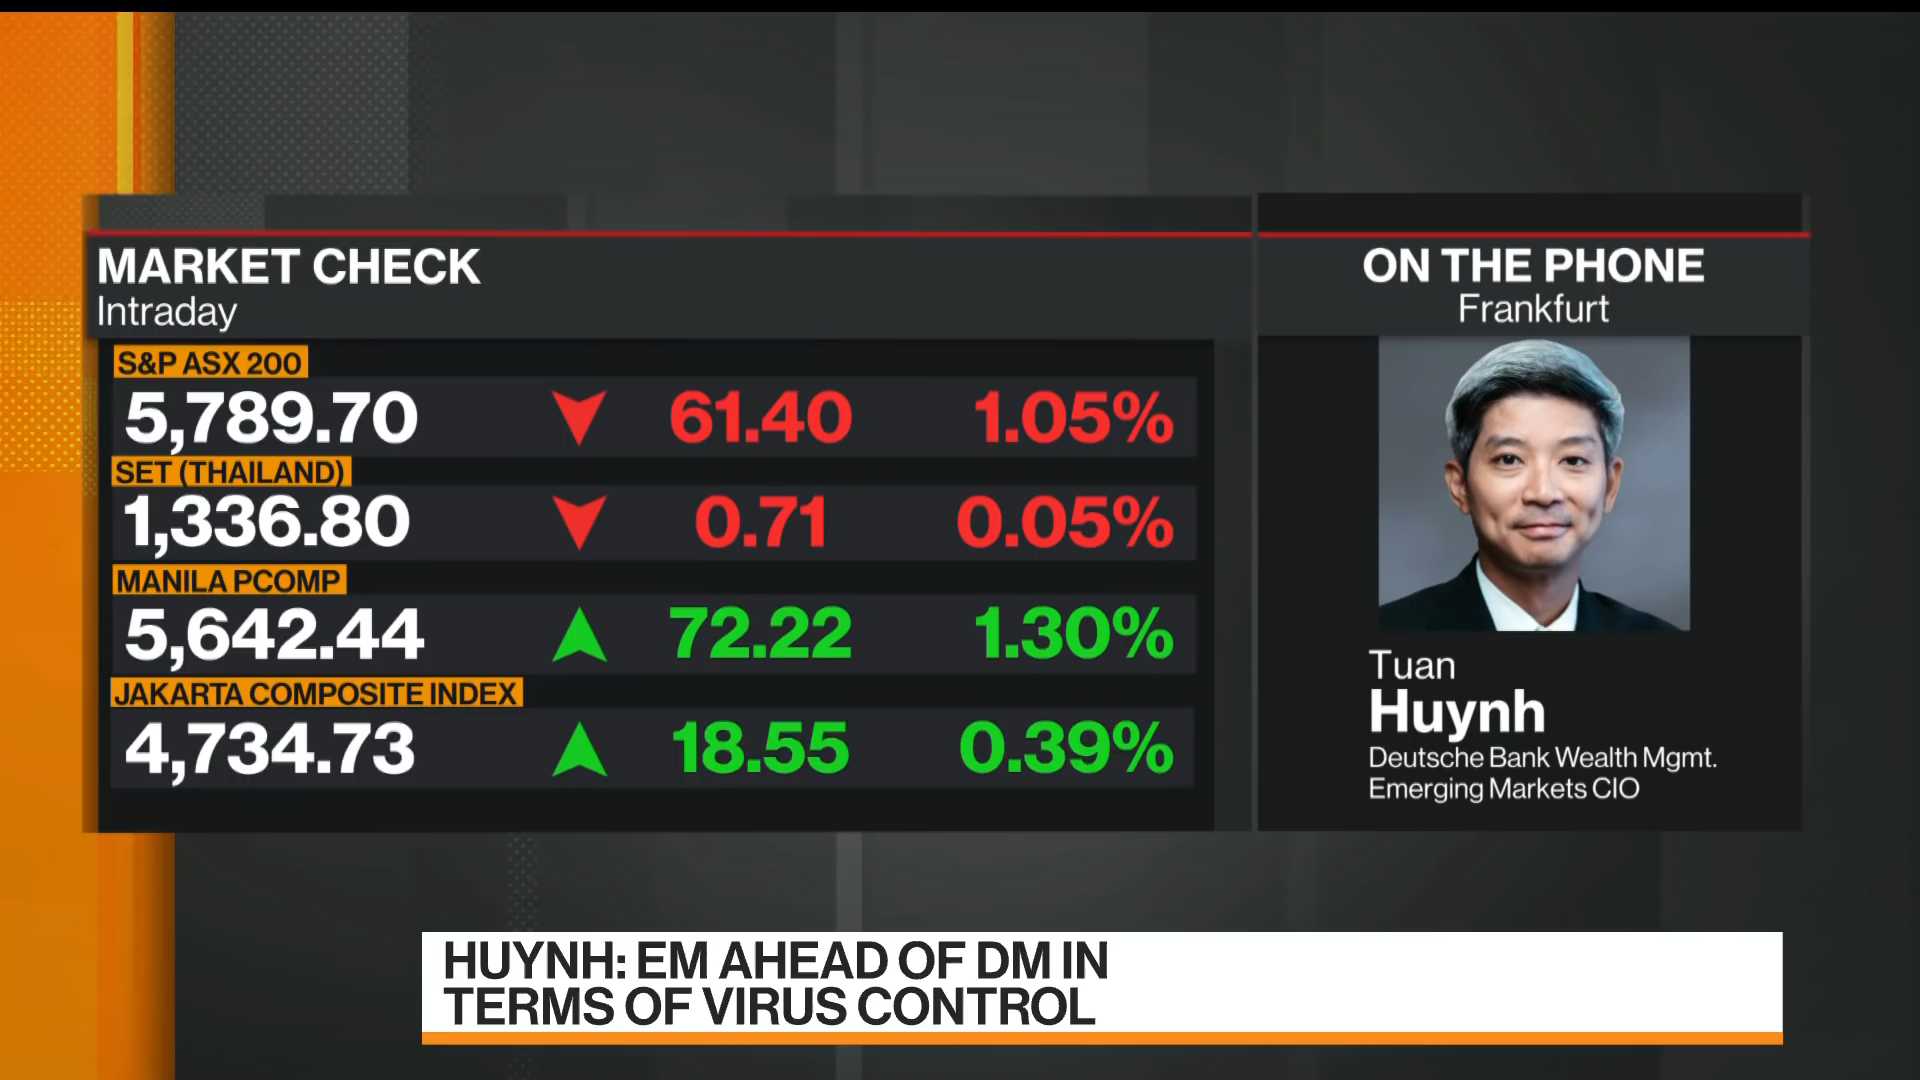 MARKET CHECK
Intraday
S&P ASX 200
5,789.70 61.40 1.05%
SET (THAILAND)
1,336.80 0.71 0.05%
MANILA PCOMP
5,642.44 72.22 1.30%
JAKARTA COMPOSITE INDEX
4,734.73 18.55 0.39%
ON THE PHONE
Frankfurt
Tuan
Huynh
Deutsche Bank Wealth Mgmt.
Emerging Markets CIO
HUYNH: EM AHEAD OF DM IN
TERMS OF VIRUS CONTROL